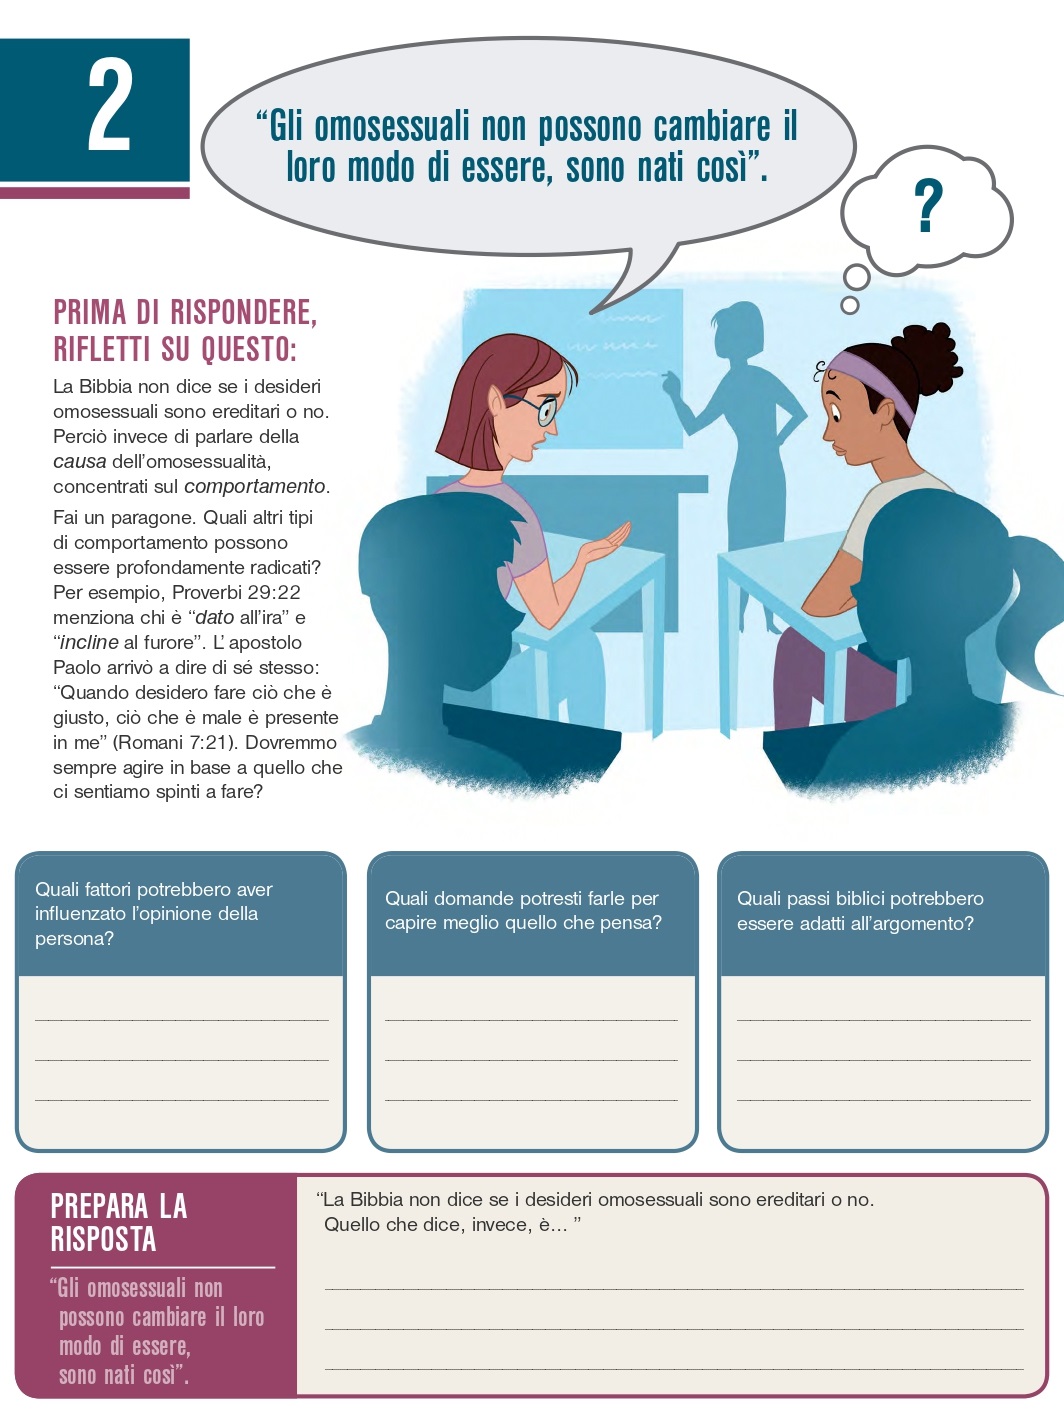 2
“Gli omosessuali non possono cambiare il
loro modo di essere, sono nati così”.
?
PRIMA DI RISPONDERE,
RIFLETTI SU QUESTO:
La Bibbia non dice se i desideri
omosessuali sono ereditari o no.
Perciò invece di parlare della
causa dell’omosessualità,
concentrati sul comportamento.
Fai un paragone. Quali altri tipi
di comportamento possono
essere profondamente radicati?
Per esempio, Proverbi 29:22
menziona chi è “dato all’ira” e
“incline al furore”. L’apostolo
Paolo arrivò a dire di sé stesso:
“Quando desidero fare ciò che è
giusto, ciò che è male è presente
in me” (Romani 7:21). Dovremmo
sempre agire in base a quello che
ci sentiamo spinti a fare?
Quali fattori potrebbero aver
influenzato l’opinione della
persona?
Quali domande potresti farle per
capire meglio quello che pensa?
Quali passi biblici potrebbero
essere adatti all’argomento?
PREPARA LA
RISPOSTA
“Gli omosessuali non
possono cambiare il loro
modo di essere,
sono nati così”.
“La Bibbia non dice se i desideri omosessuali sono ereditari o no.
Quello che dice, invece, è… ”